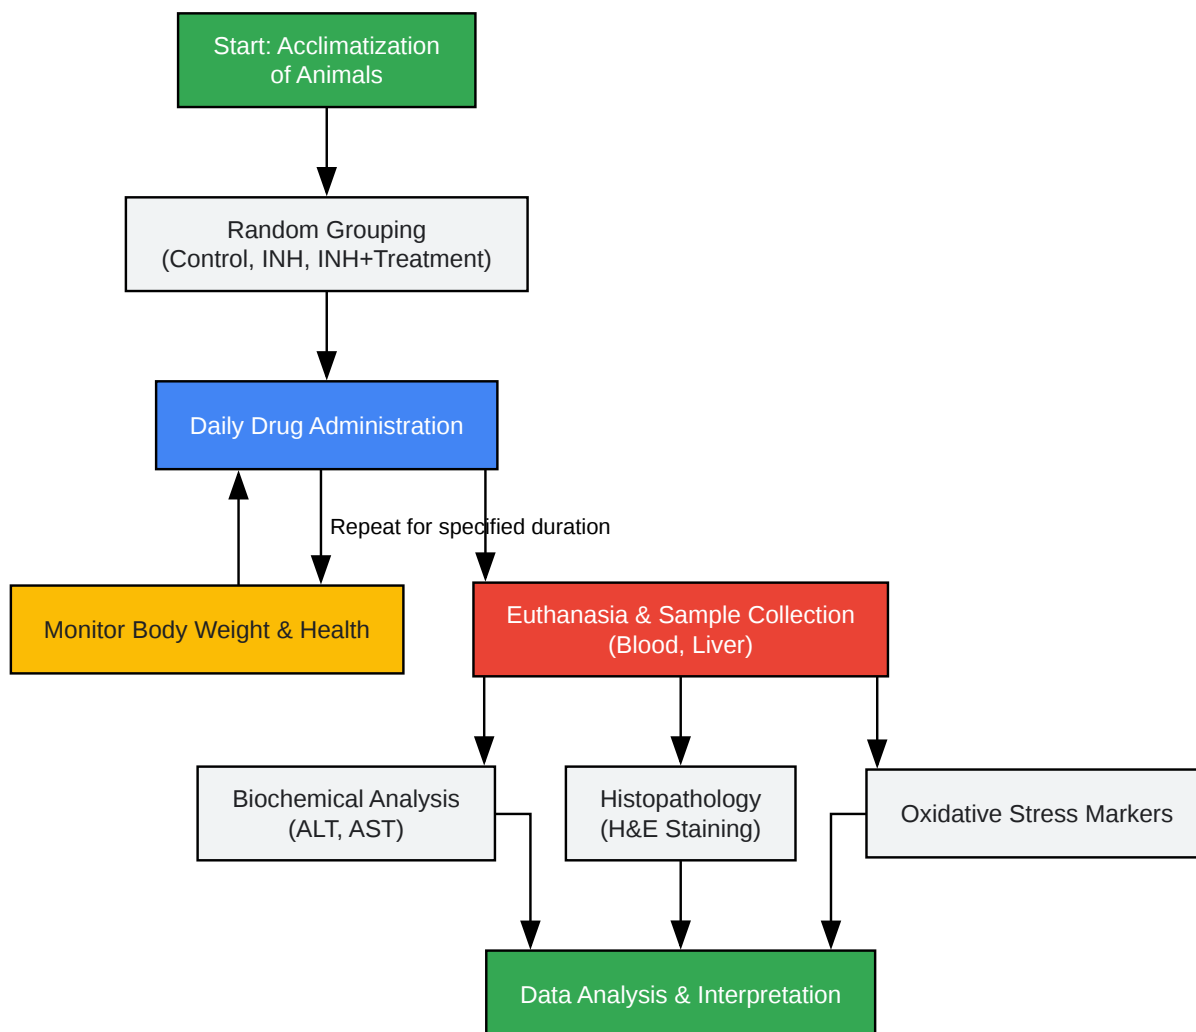 Start: Acclimatization
of Animals
Random Grouping
(Control, INH, INH+Treatment)
Daily Drug Administration
Repeat for specified duration
Monitor Body Weight & Health
Euthanasia & Sample Collection
(Blood, Liver)
Biochemical Analysis
(ALT, AST)
Histopathology
(H&E Staining)
Oxidative Stress Markers
Data Analysis & Interpretation